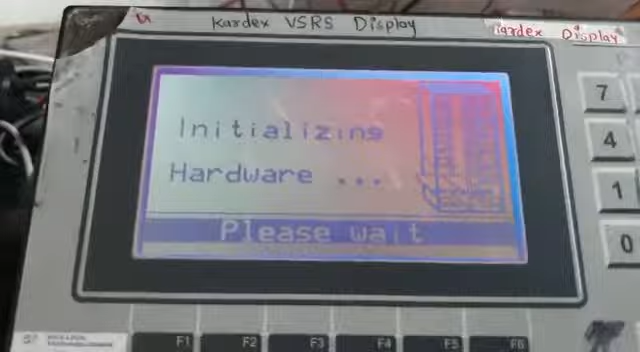 Kardex VSRS Display
Kardex Display
7
Initializing
4
Hardware ...
1
Please wait
0
F1 F2 F3 F4 F5 F6